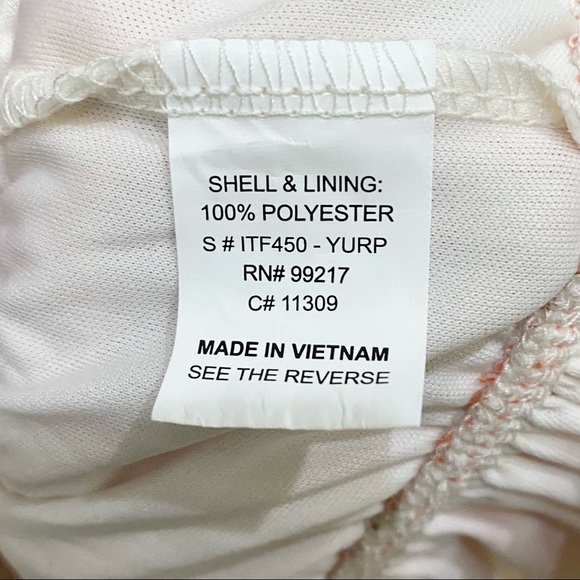 SHELL & LINING:
100% POLYESTER
S # ITF450 - YURP
RN# 99217
C# 11309
MADE IN VIETNAM
SEE THE REVERSE